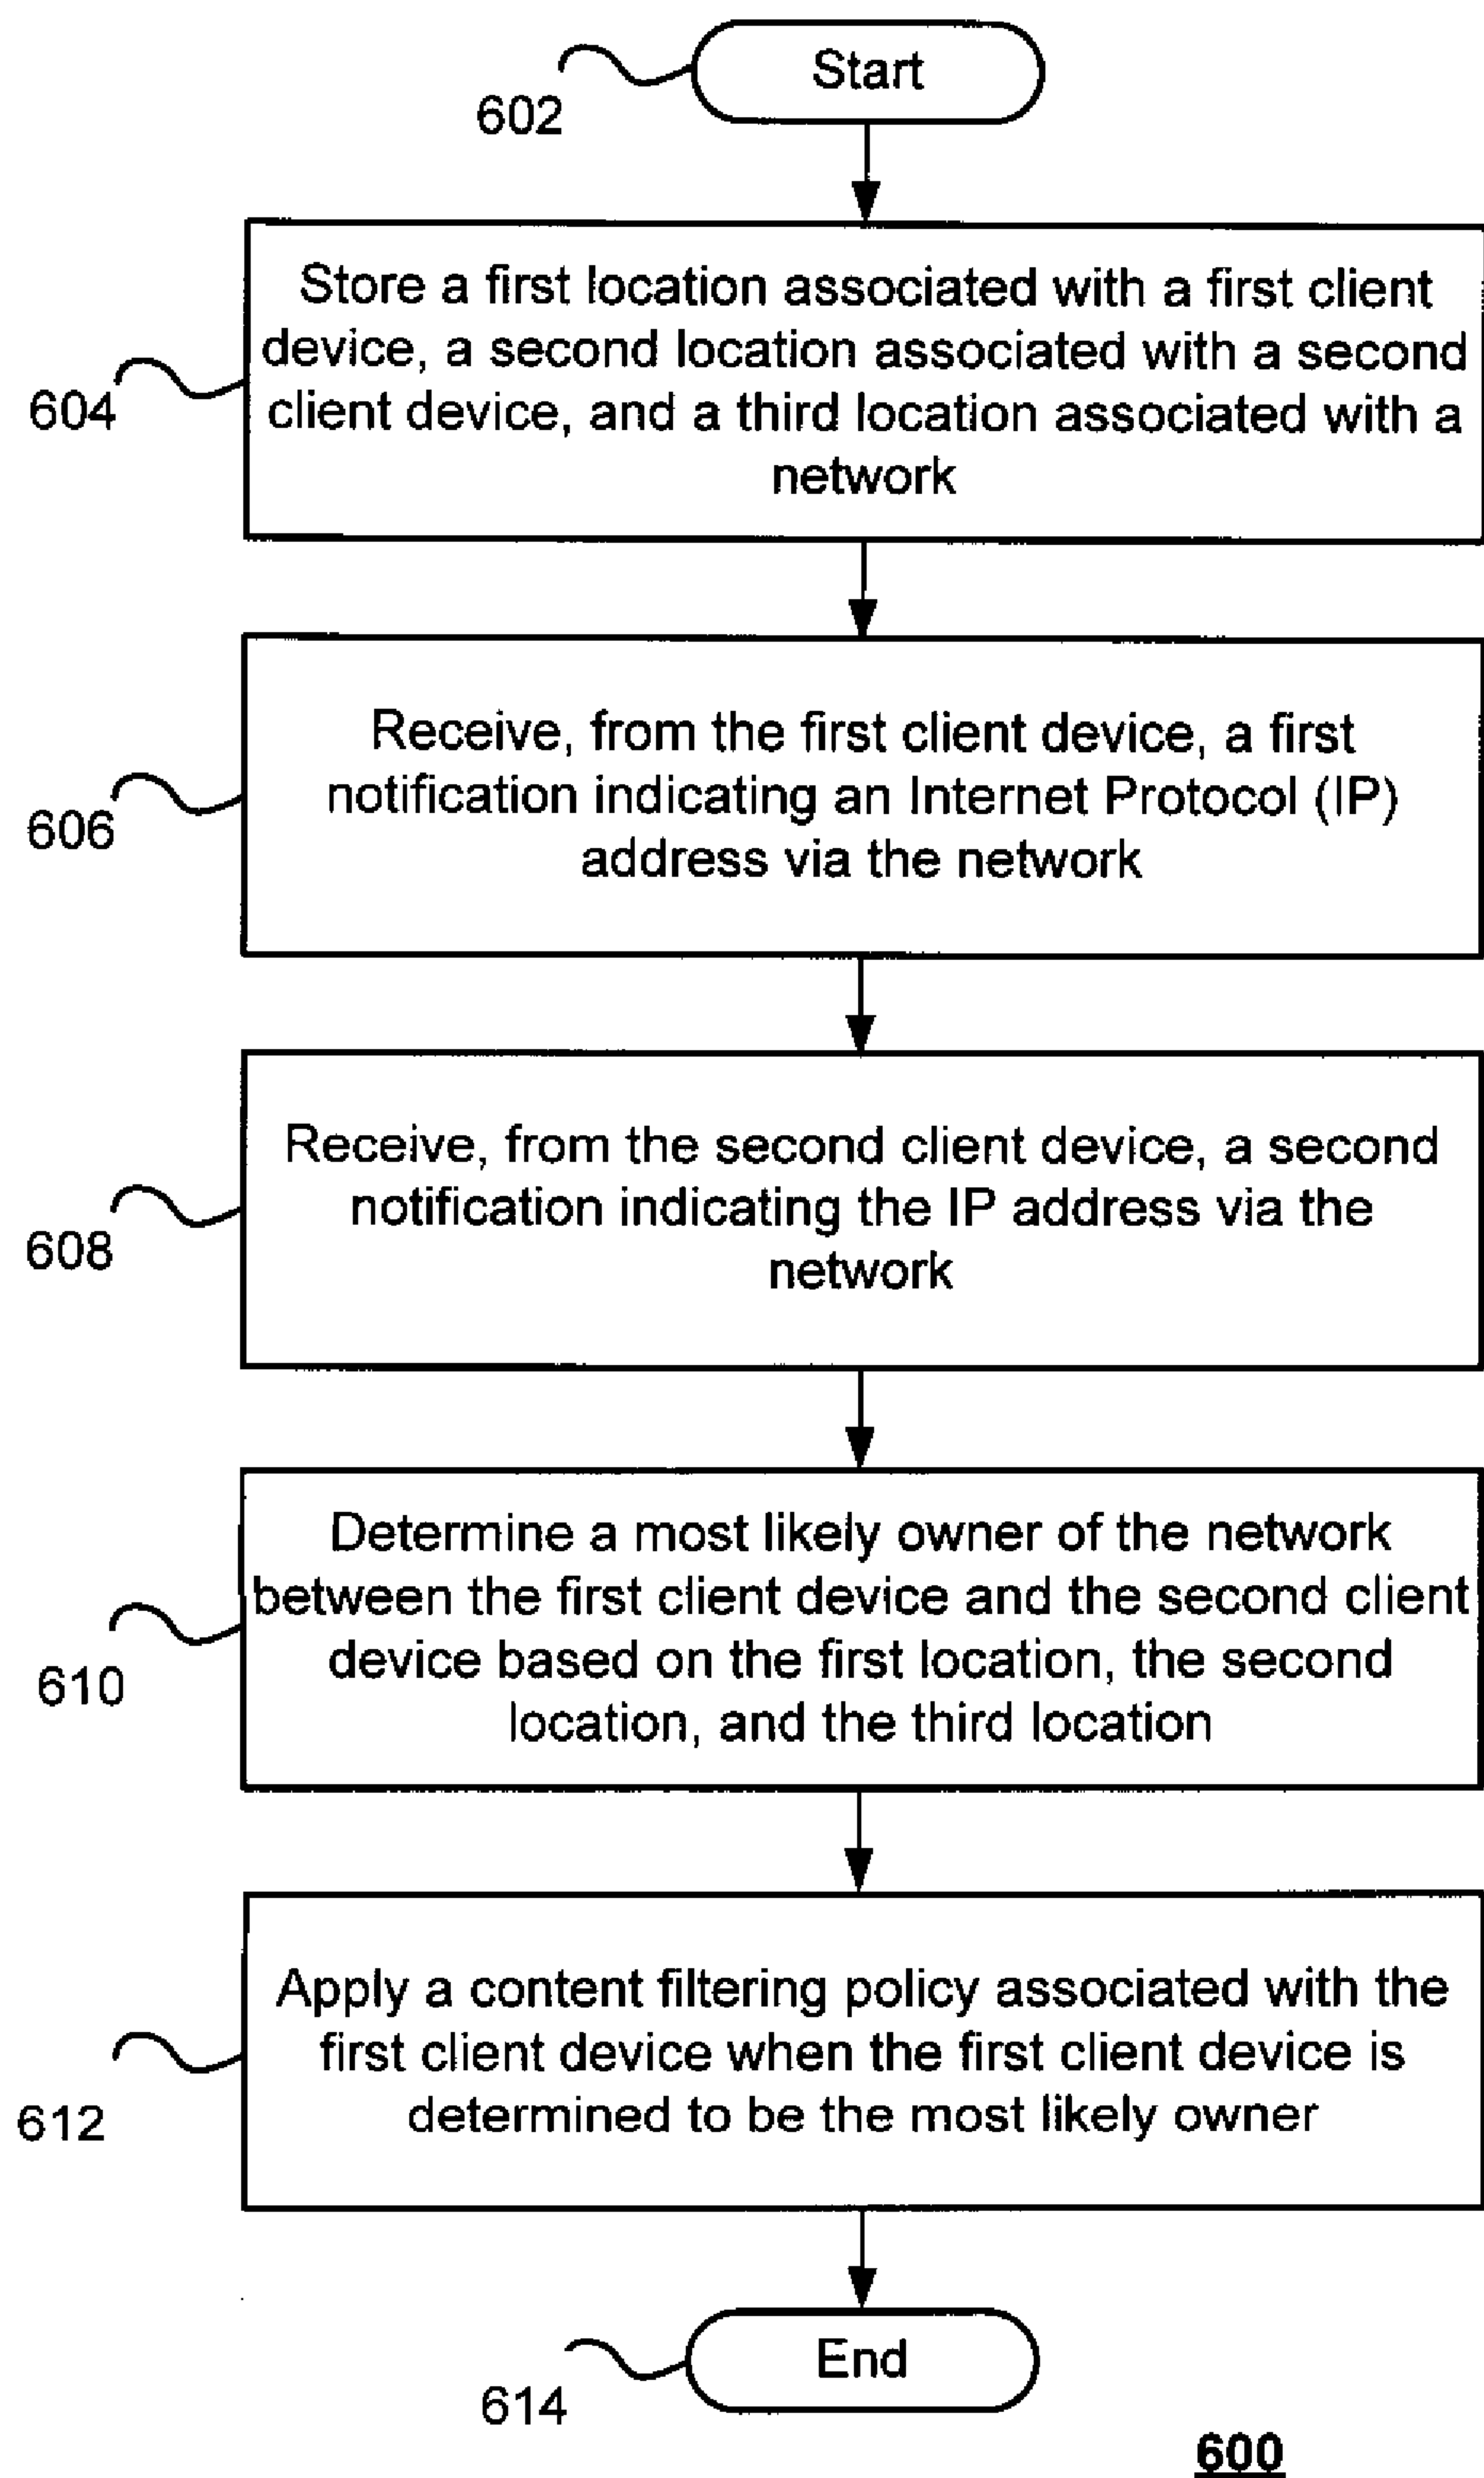 Start
602
Store a first location associated with a first client
device, a second location associated with a second
client device, and a third location associated with a
network
604
Receive, from the first client device, a first
notification indicating an Internet Protocol (IP)
address via the network
606
Receive, from the second client device, a second
notification indicating the IP address via the
network
608
Determine a most likely owner of the network
between the first client device and the second client
device based on the first location, the second
location, and the third location
610
Apply a content filtering policy associated with the
first client device when the first client device is
determined to be the most likely owner
612
End
614
600